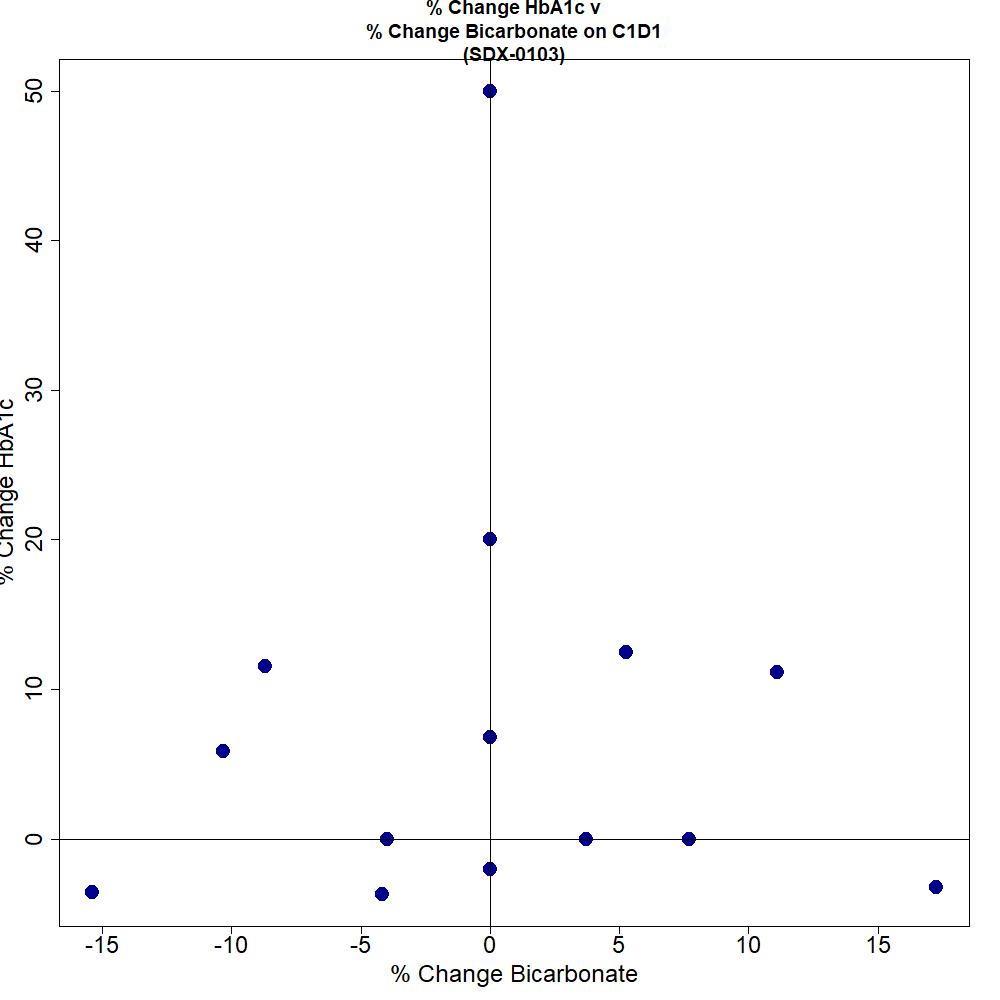 % Change HbA1c v
% Change Bicarbonate on C1D1
(SDX-0103)
50
40
30
20
10
0
% Change HbA1c
-15 -10 -5 0 5 10 15
% Change Bicarbonate